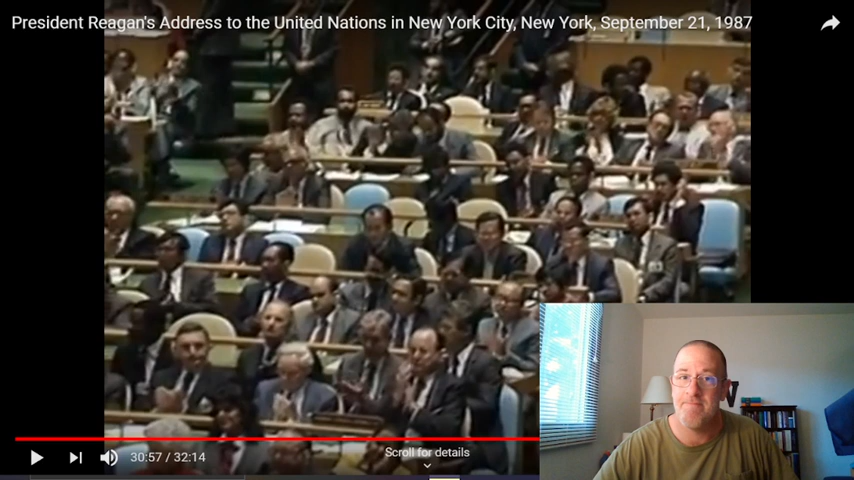 President Reagan's Address to the United Nations in New York City, New York, September 21, 1987
30:57 / 32:14
Scroll for details